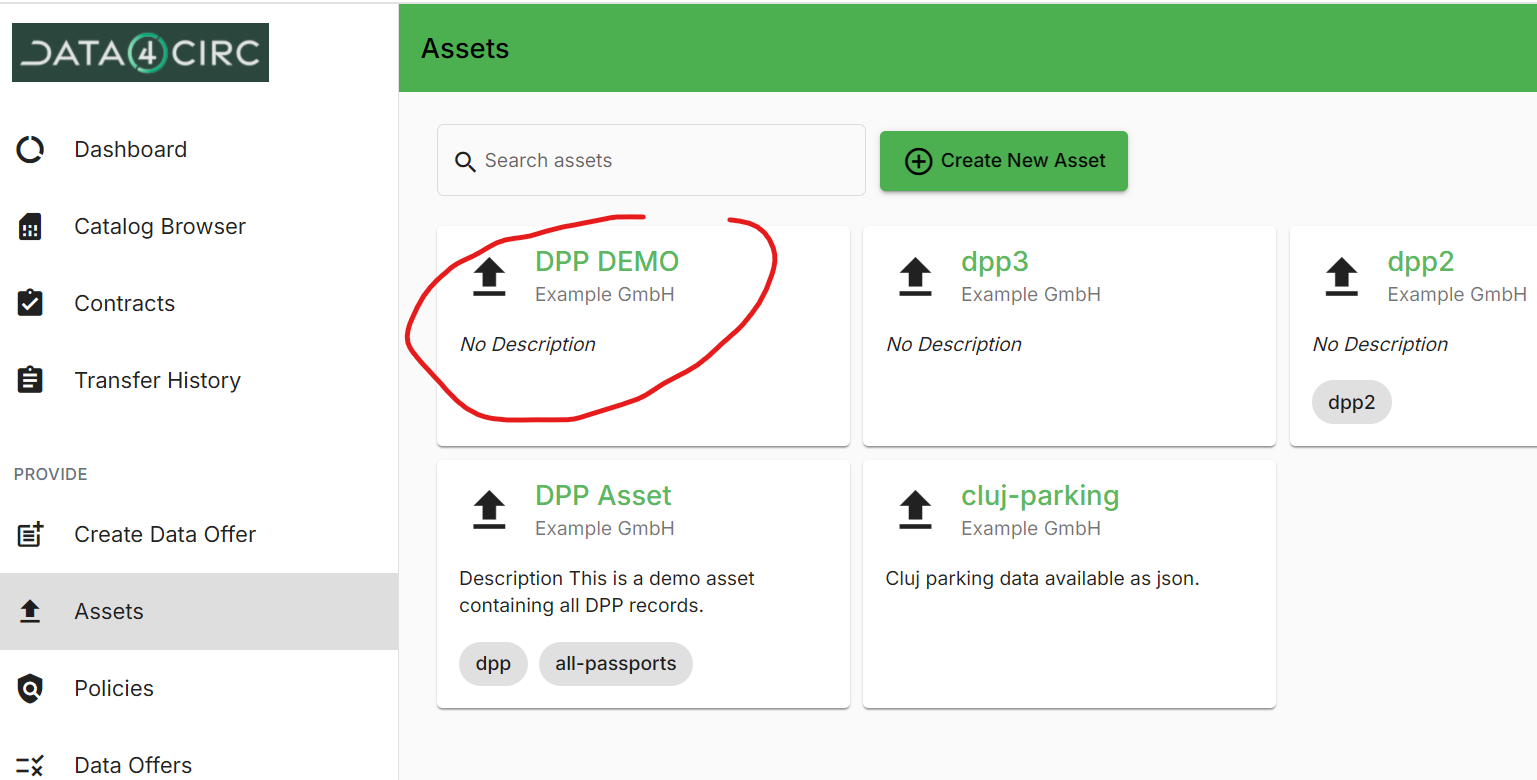 DATA4CIRC
Dashboard
Catalog Browser
Contracts
Transfer History
PROVIDE
Create Data Offer
Assets
Policies
Data Offers
Assets
Search assets
Create New Asset
DPP DEMO
Example GmbH
No Description
dpp3
Example GmbH
No Description
dpp2
Example GmbH
No Description
dpp2
DPP Asset
Example GmbH
Description This is a demo asset
containing all DPP records.
dpp
all-passports
cluj-parking
Example GmbH
Cluj parking data available as json.